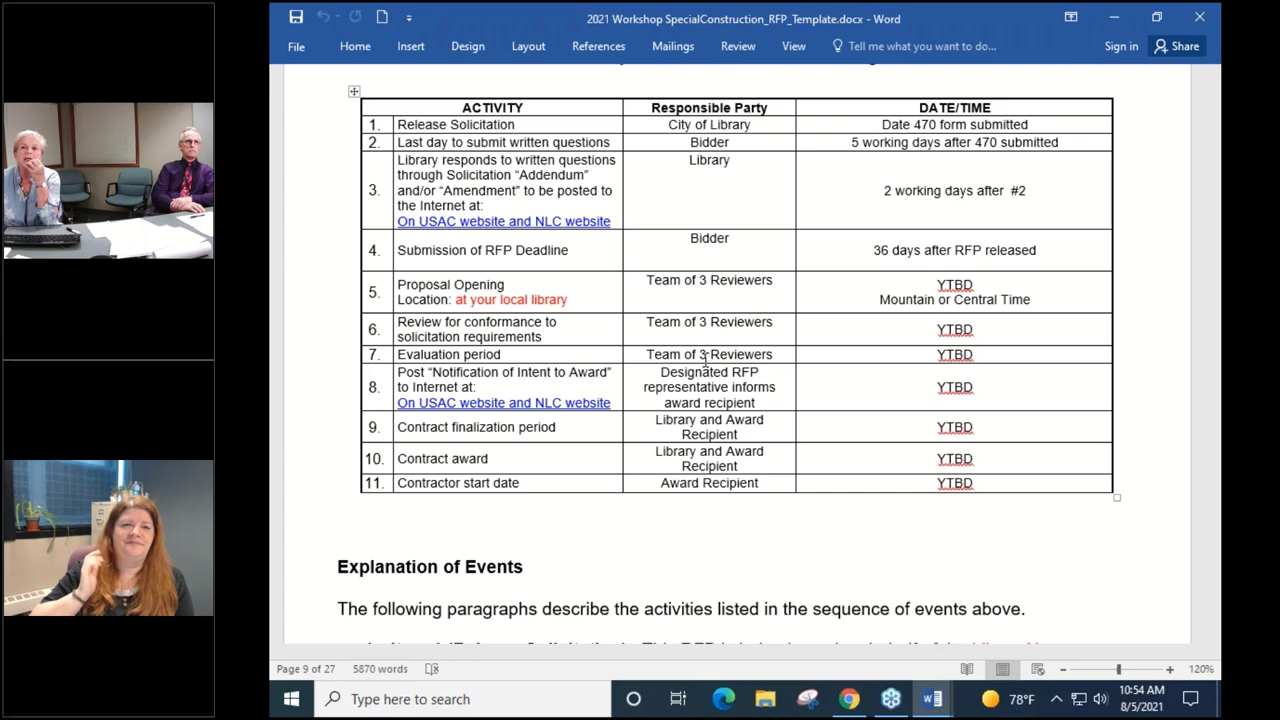 2021 Workshop SpecialConstruction_RFP_Template.docx - Word
File Home Insert Design Layout References Mailings Review View Tell me what you want to do... Sign in Share
ACTIVITY Responsible Party DATE/TIME
1. Release Solicitation City of Library Date 470 form submitted
2. Last day to submit written questions Bidder 5 working days after 470 submitted
3. Library responds to written questions Library 2 working days after #2
through Solicitation “Addendum”
and/or “Amendment” to be posted to
the Internet at:
On USAC website and NLC website
4. Submission of RFP Deadline Bidder 36 days after RFP released
5. Proposal Opening Team of 3 Reviewers YTBD
Location: at your local library Mountain or Central Time
6. Review for conformance to Team of 3 Reviewers YTBD
solicitation requirements
7. Evaluation period Team of 3 Reviewers YTBD
8. Post “Notification of Intent to Award” Designated RFP YTBD
to Internet at: representative informs
On USAC website and NLC website award recipient
9. Contract finalization period Library and Award YTBD
Recipient
10. Contract award Library and Award YTBD
Recipient
11. Contractor start date Award Recipient YTBD
Explanation of Events
The following paragraphs describe the activities listed in the sequence of events above.
Page 9 of 27 5870 words 120%
Type here to search 78°F 10:54 AM
8/5/2021